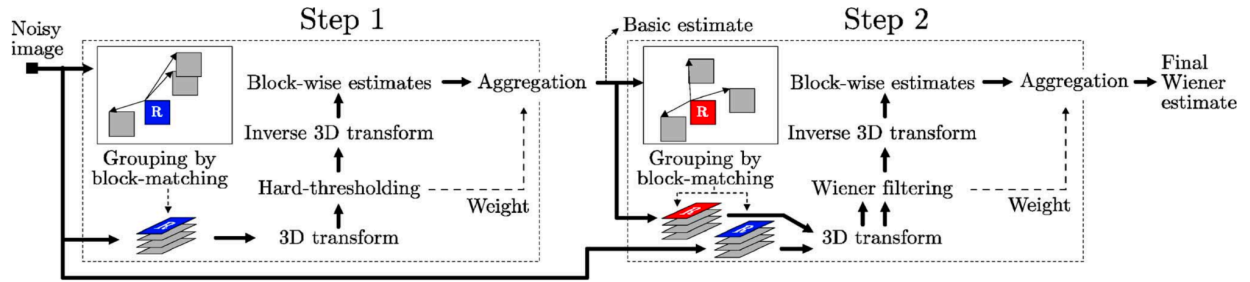 Step 1
Step 2
Noisy
image
Basic estimate
R
Block-wise estimates
Aggregation
Inverse 3D transform
Grouping by
block-matching
Hard-thresholding
Weight
3D transform
R
Block-wise estimates
Aggregation
Final
Wiener
estimate
Inverse 3D transform
Grouping by
block-matching
Wiener filtering
Weight
3D transform